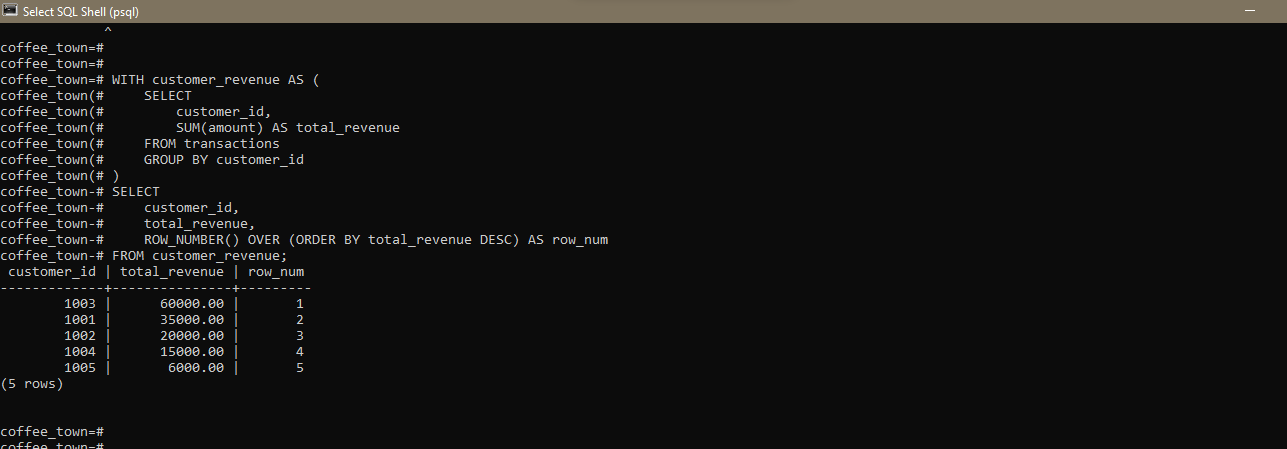 Select SQL Shell (psql)
^
coffee_town=#
coffee_town=#
coffee_town=# WITH customer_revenue AS (
coffee_town(#     SELECT
coffee_town(#         customer_id,
coffee_town(#         SUM(amount) AS total_revenue
coffee_town(#     FROM transactions
coffee_town(#     GROUP BY customer_id
coffee_town(# )
coffee_town-# SELECT
coffee_town-#     customer_id,
coffee_town-#     total_revenue,
coffee_town-#     ROW_NUMBER() OVER (ORDER BY total_revenue DESC) AS row_num
coffee_town-# FROM customer_revenue;
 customer_id | total_revenue | row_num
-------------+---------------+---------
        1003 |      60000.00 |       1
        1001 |      35000.00 |       2
        1002 |      20000.00 |       3
        1004 |      15000.00 |       4
        1005 |       6000.00 |       5
(5 rows)
coffee_town=#
coffee_town=#